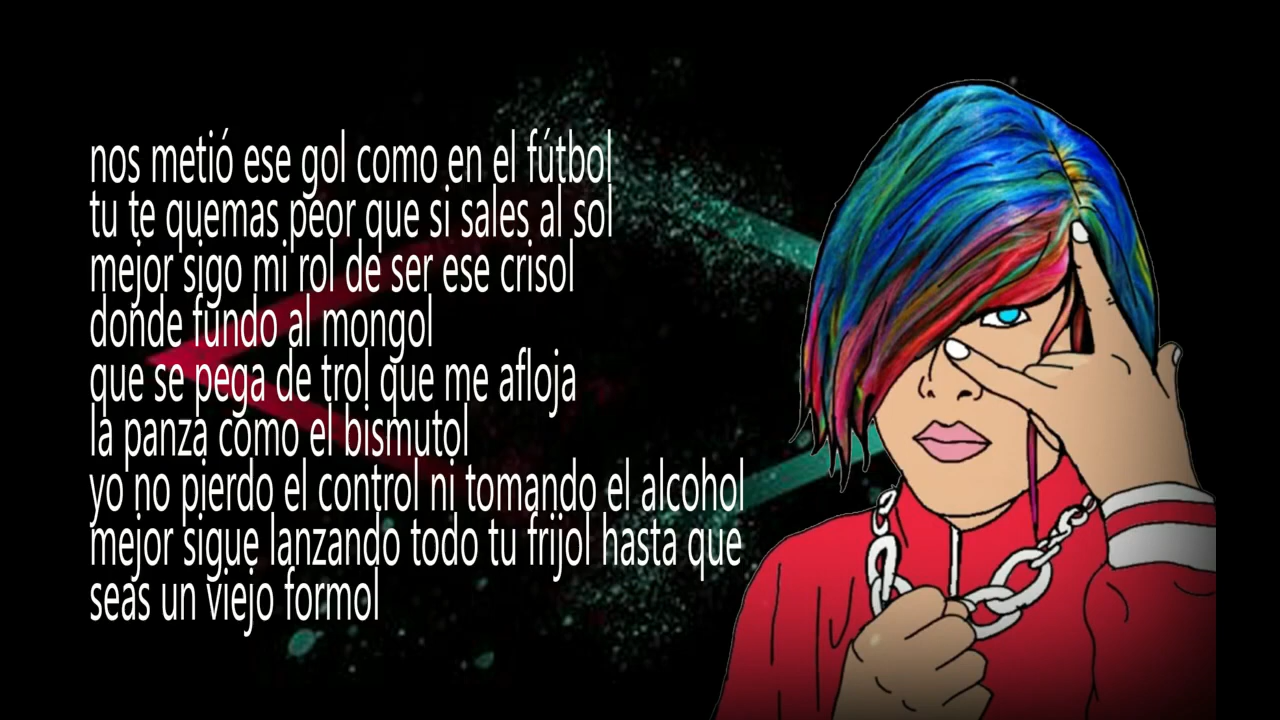 nos metió ese gol como en el fútbol
tu te quemas peor que si sales al sol
mejor sigo mi rol de ser ese crisol
donde fundo al mongol
que se pega de trol que me afloja
la panza como el bismutol
yo no pierdo el control ni tomando el alcohol
mejor sigue lanzando todo tu frijol hasta que
seas un viejo formol